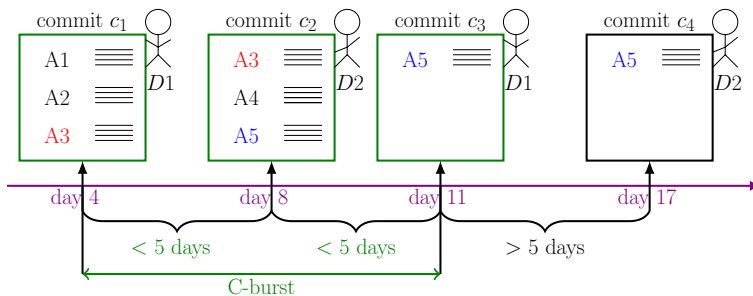 commit c1 commit c2 commit c3 commit c4
A1 A3 A5 A5
D1 D2 D1 D2
A2 A4
A3 A5
day 4 day 8 day 11 day 17
< 5 days < 5 days > 5 days
C-burst